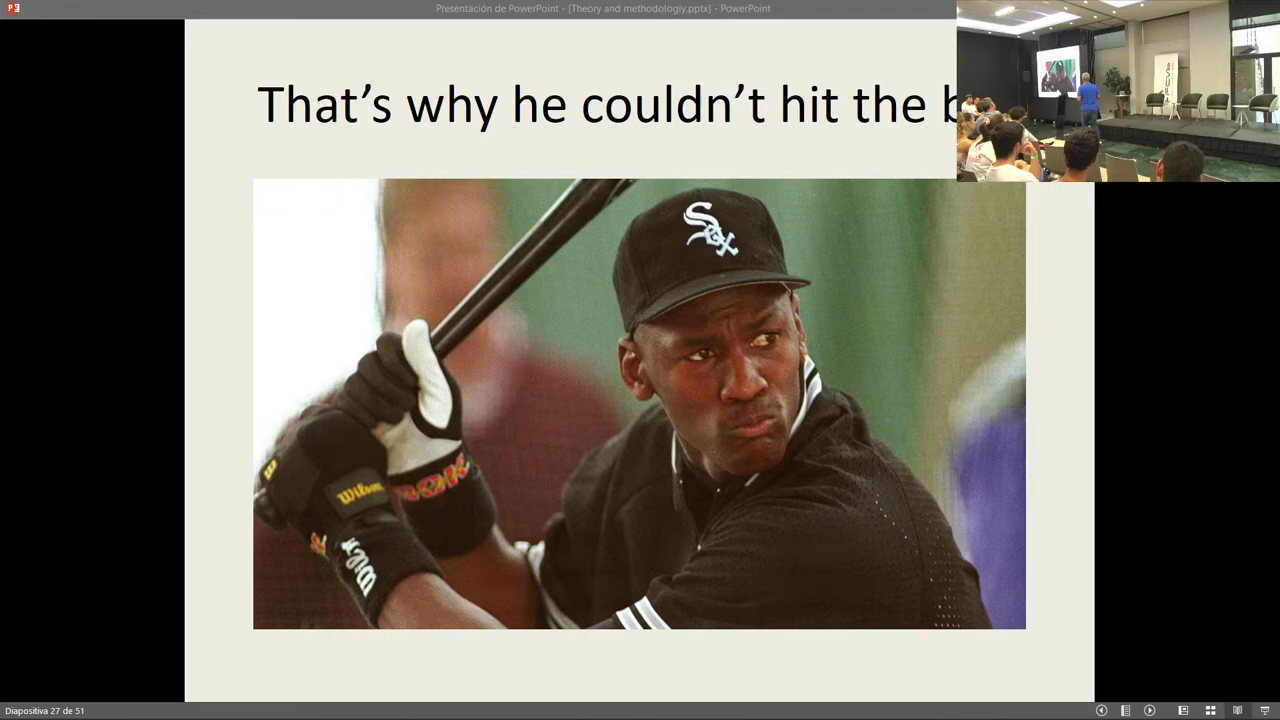 Presentación de PowerPoint - [Theory and methodologiy.pptx] - PowerPoint
That's why he couldn't hit the
Sox
Wilson
Diapositiva 27 de 51